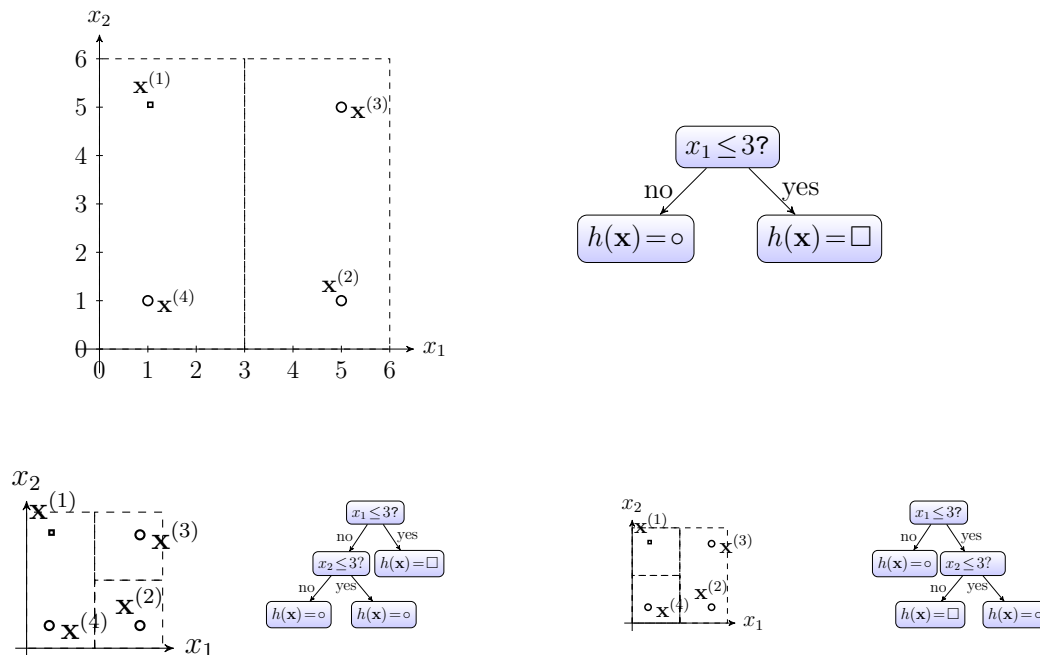 x₂
6
5
4
3
2
1
0
0 1 2 3 4 5 6
x₁
𝐱⁽¹⁾
𝐱⁽³⁾
𝐱⁽²⁾
𝐱⁽⁴⁾
x₁ ≤ 3?
no yes
h(𝐱) = ○ h(𝐱) = □
x₂
𝐱⁽¹⁾
𝐱⁽³⁾
𝐱⁽²⁾
𝐱⁽⁴⁾
x₁
x₁ ≤ 3?
no yes
x₂ ≤ 3? h(𝐱) = □
no yes
h(𝐱) = ○ h(𝐱) = ○
x₂
𝐱⁽¹⁾
𝐱⁽³⁾
𝐱⁽²⁾
𝐱⁽⁴⁾
x₁
x₁ ≤ 3?
no yes
h(𝐱) = ○ x₂ ≤ 3?
no yes
h(𝐱) = □ h(𝐱) = ○